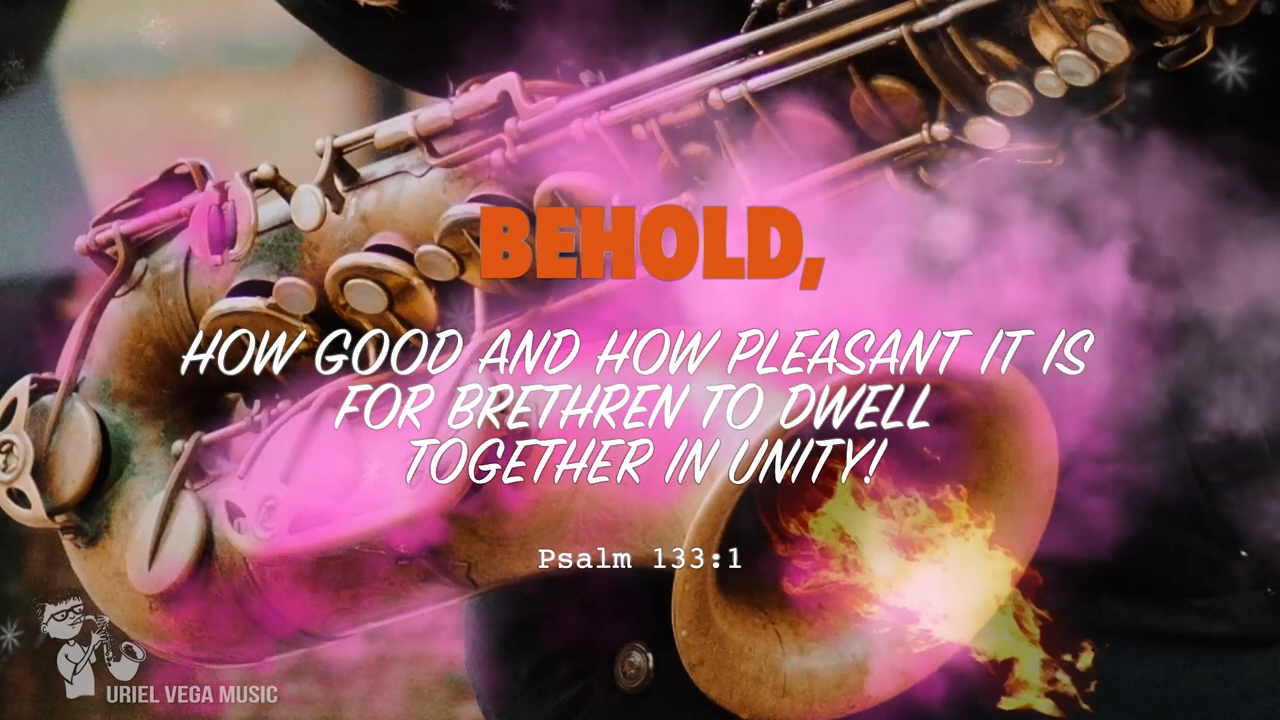 BEHOLD,
HOW GOOD AND HOW PLEASANT IT IS
FOR BRETHREN TO DWELL
TOGETHER IN UNITY!
Psalm 133:1
URIEL VEGA MUSIC